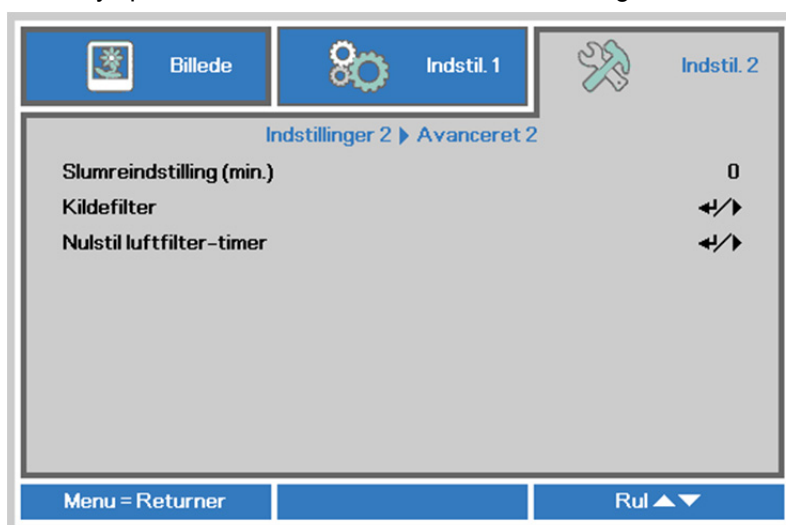 Billede Indstil. 1 Indstil. 2
Indstillinger 2 ▶ Avanceret 2
Slumreindstilling (min.) 0
Kildefilter ↵/▶
Nulstil luftfilter-timer ↵/▶
Menu = Returner Rul ▲▼